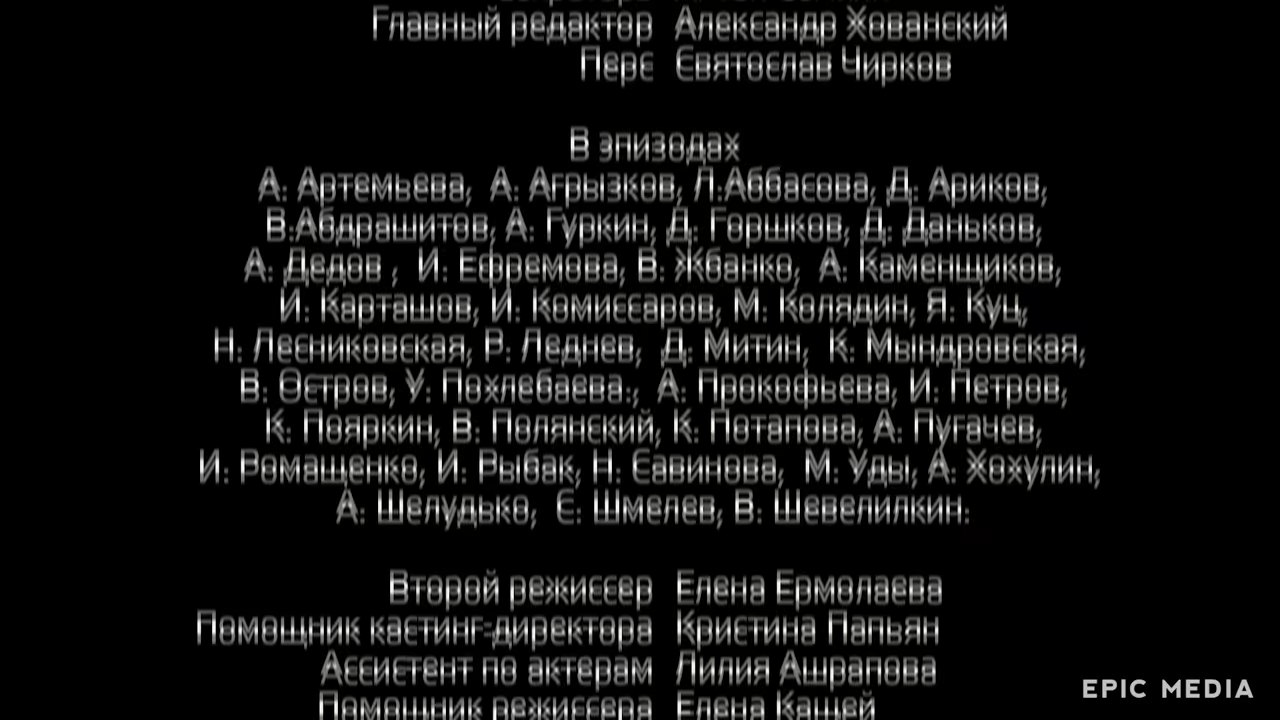 Главный редактор Александр Хованский
Перс Святослав Чирков
В эпизодах
А. Артемьева, А. Агрызков, Л.Аббасова, Д. Ариков,
В.Абдрашитов, А. Гуркин, Д. Горшков, Д. Даньков,
А. Дедов , И. Ефремова, В. Жбанко, А. Каменщиков,
И. Карташов, И. Комиссаров, М. Колядин, Я. Куц,
Н. Лесниковская, Р. Леднев, Д. Митин, К. Мындровская,
В. Остров, У. Похлебаева., А. Прокофьева, И. Петров,
К. Пояркин, В. Полянский, К. Потапова, А. Пугачев,
И. Ромащенко, И. Рыбак, Н. Савинова, М. Уды, А. Хохулин,
А. Шелудько, С. Шмелев, В. Шевелилкин.
Второй режиссер Елена Ермолаева
Помощник кастинг-директора Кристина Папьян
Ассистент по актерам Лилия Ашрапова
Помощник режиссера Елена Кащей
EPIC MEDIA